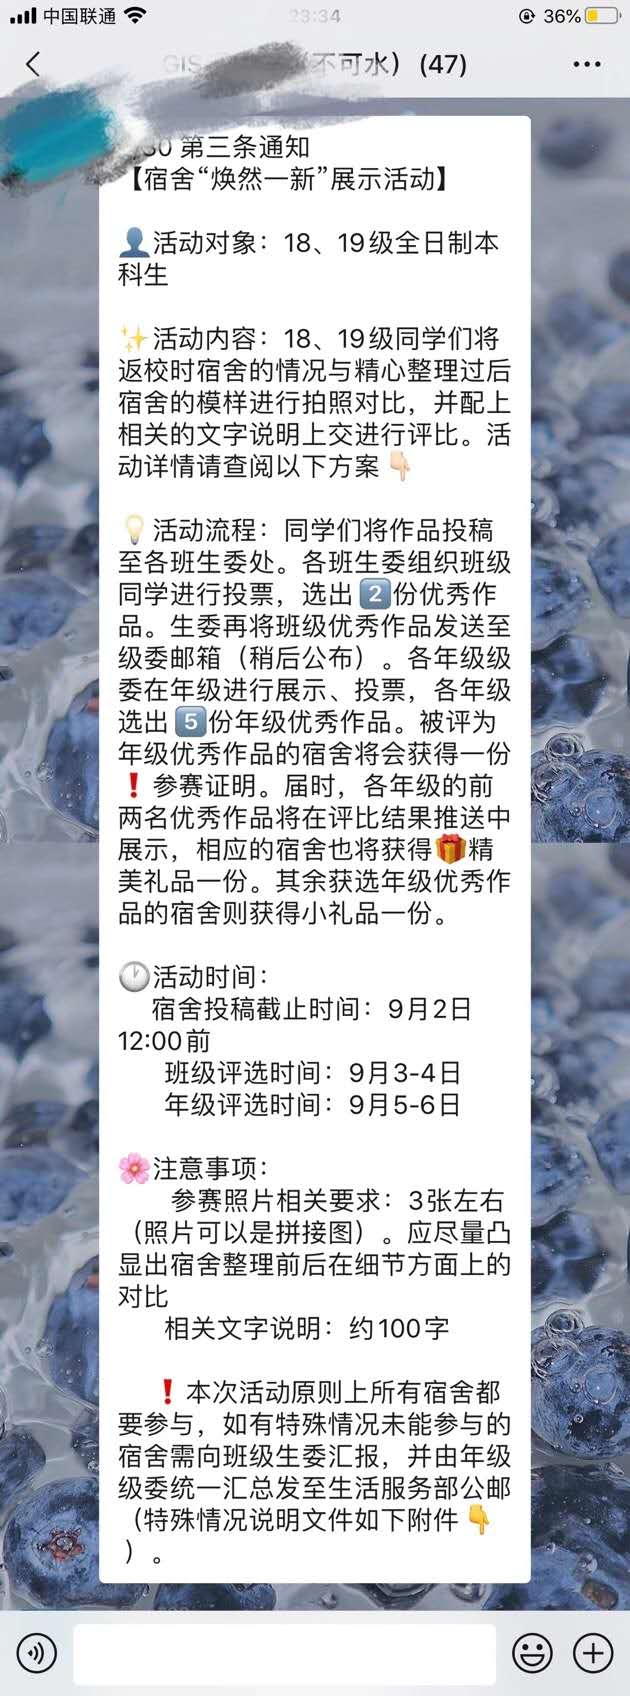 中国联通
23:34
36%
GIS
(不可水) (47)
30 第三条通知
【宿舍“焕然一新”展示活动】
👤活动对象：18、19级全日制本
科生
✨活动内容：18、19级同学们将
返校时宿舍的情况与精心整理过后
宿舍的模样进行拍照对比，并配上
相关的文字说明上交进行评比。活
动详情请查阅以下方案👇🏻
💡活动流程：同学们将作品投稿
至各班生委处。各班生委组织班级
同学进行投票，选出2️⃣份优秀作
品。生委再将班级优秀作品发送至
级委邮箱（稍后公布）。各年级级
委在年级进行展示、投票，各年级
选出5️⃣份年级优秀作品。被评为
年级优秀作品的宿舍将会获得一份
❗参赛证明。届时，各年级的前
两名优秀作品将在评比结果推送中
展示，相应的宿舍也将获得🎁精
美礼品一份。其余获选年级优秀作
品的宿舍则获得小礼品一份。
🕐活动时间：
宿舍投稿截止时间：9月2日
12:00前
班级评选时间：9月3-4日
年级评选时间：9月5-6日
🌸注意事项：
参赛照片相关要求：3张左右
（照片可以是拼接图）。应尽量凸
显出宿舍整理前后在细节方面上的
对比
相关文字说明：约100字
❗本次活动原则上所有宿舍都
要参与，如有特殊情况未能参与的
宿舍需向班级生委汇报，并由年级
级委统一汇总发至生活服务部公邮
（特殊情况说明文件如下附件👇
）。